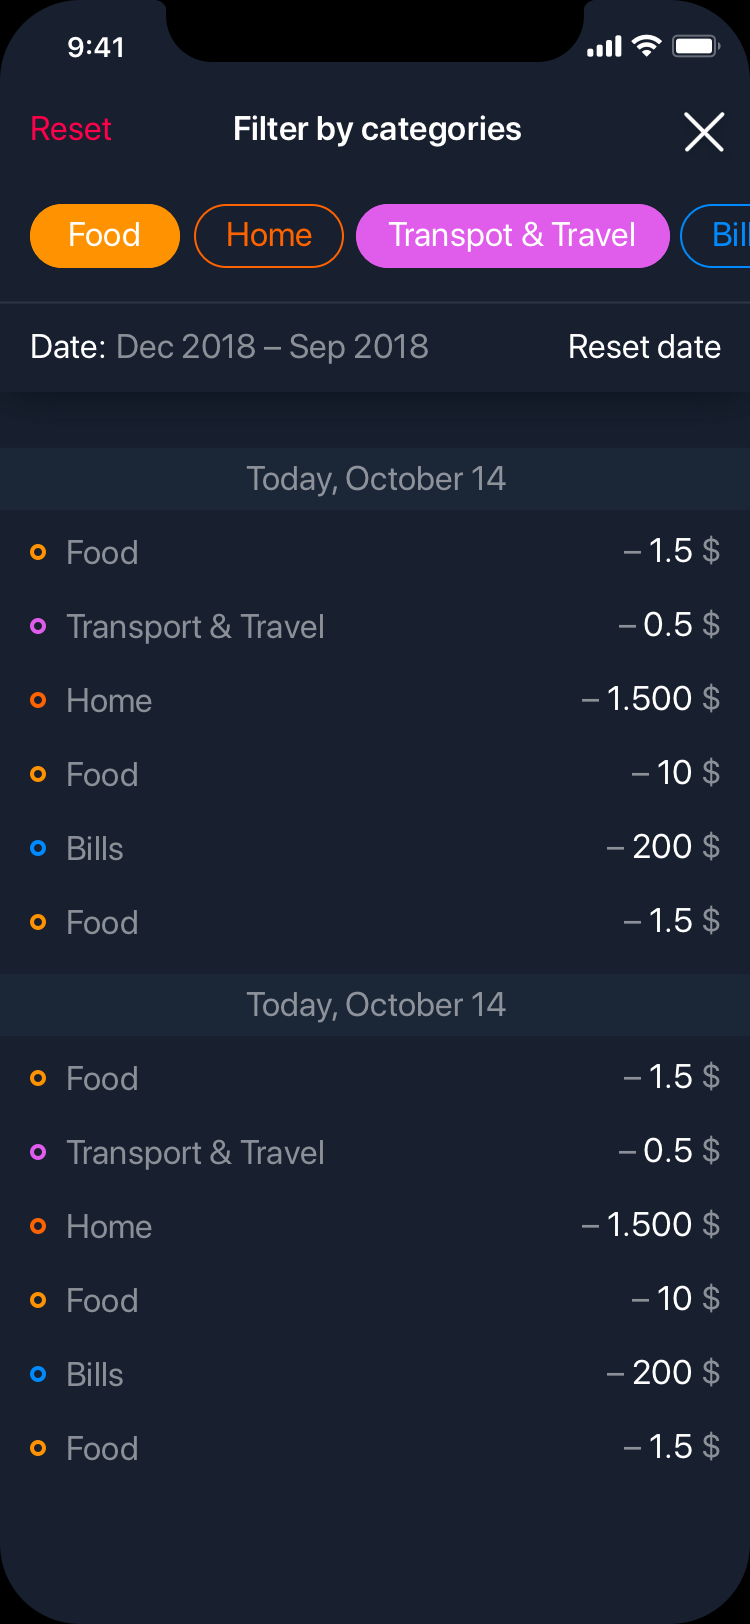 9:41
Reset Filter by categories
Food Home Transpot & Travel Bill
Date: Dec 2018 – Sep 2018 Reset date
Today, October 14
Food – 1.5 $
Transport & Travel – 0.5 $
Home – 1.500 $
Food – 10 $
Bills – 200 $
Food – 1.5 $
Today, October 14
Food – 1.5 $
Transport & Travel – 0.5 $
Home – 1.500 $
Food – 10 $
Bills – 200 $
Food – 1.5 $